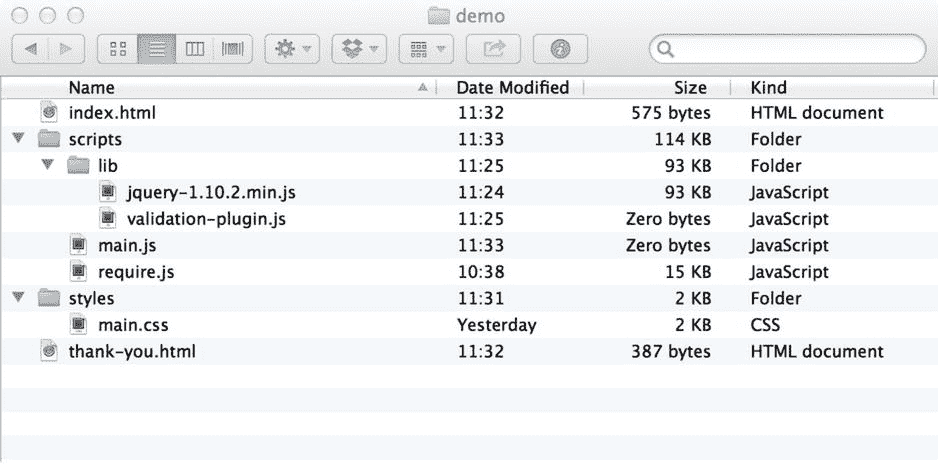 demo
Name Date Modified Size Kind
index.html 11:32 575 bytes HTML document
scripts 11:33 114 KB Folder
lib 11:25 93 KB Folder
jquery-1.10.2.min.js 11:24 93 KB JavaScript
validation-plugin.js 11:25 Zero bytes JavaScript
main.js 11:33 Zero bytes JavaScript
require.js 10:38 15 KB JavaScript
styles 11:31 2 KB Folder
main.css Yesterday 2 KB CSS
thank-you.html 11:32 387 bytes HTML document